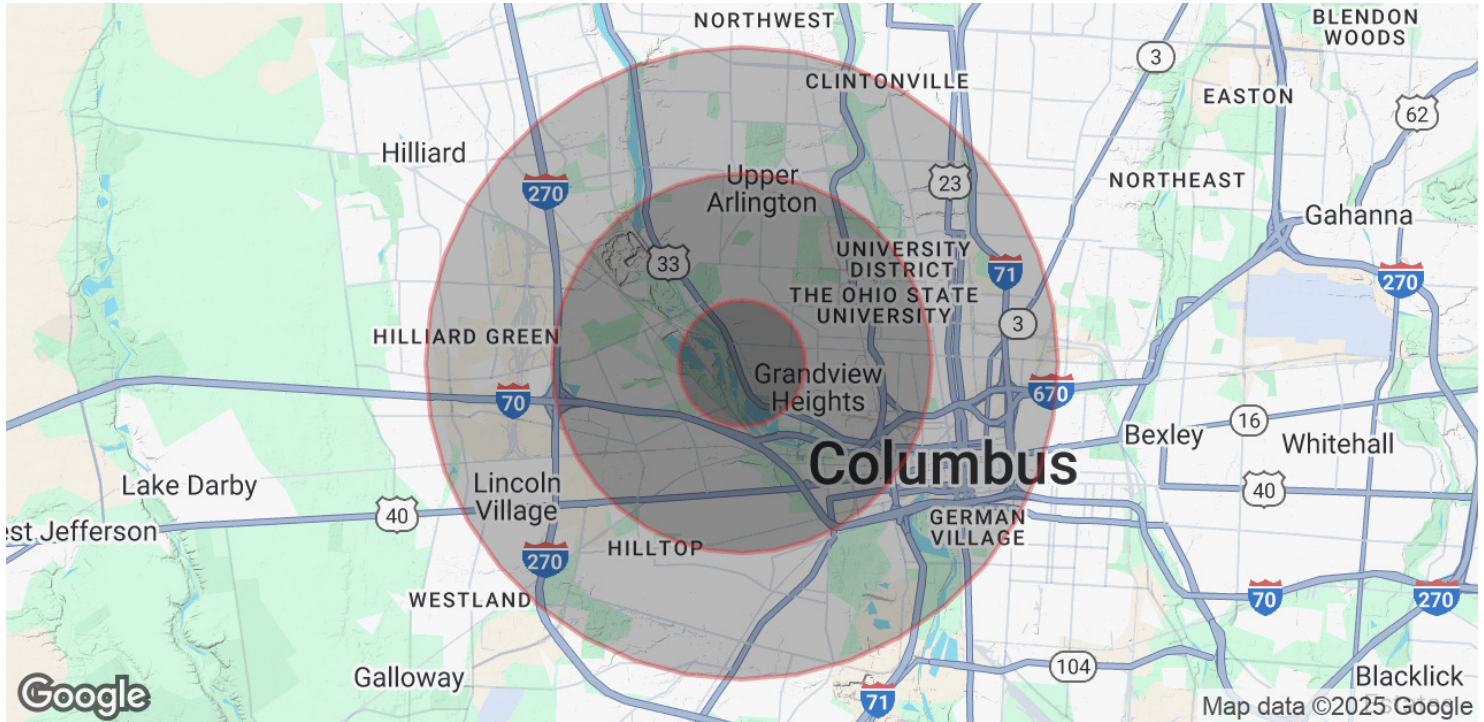 NORTHWEST
BLENDON
WOODS
3
CLINTONVILLE
EASTON
62
Hilliard
270
Upper
Arlington
23
NORTHEAST
Gahanna
33
UNIVERSITY
DISTRICT
71
270
THE OHIO STATE
UNIVERSITY
3
HILLIARD GREEN
Grandview
Heights
70
670
16
Bexley
Whitehall
Columbus
Lake Darby
Lincoln
Village
40
40
est Jefferson
GERMAN
VILLAGE
HILLTOP
270
WESTLAND
70
270
Galloway
104
Blacklick
Estates
71
Google
Map data ©2025 Google